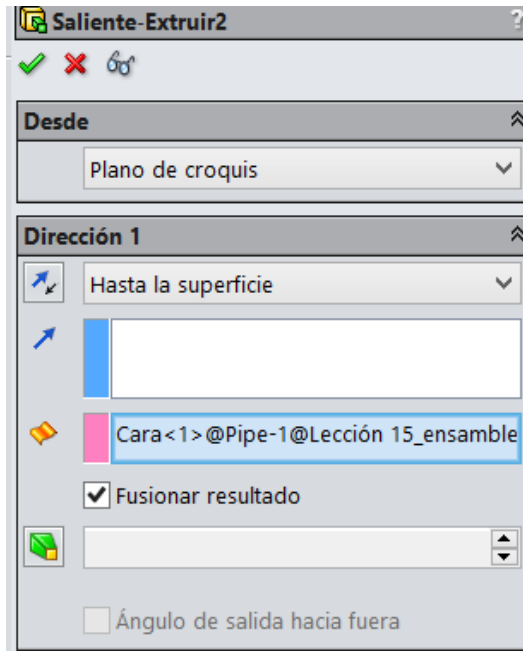 Saliente-Extruir2
?
Desde
Plano de croquis
Dirección 1
Hasta la superficie
Cara<1>@Pipe-1@Lección 15_ensamble
Fusionar resultado
Ángulo de salida hacia fuera